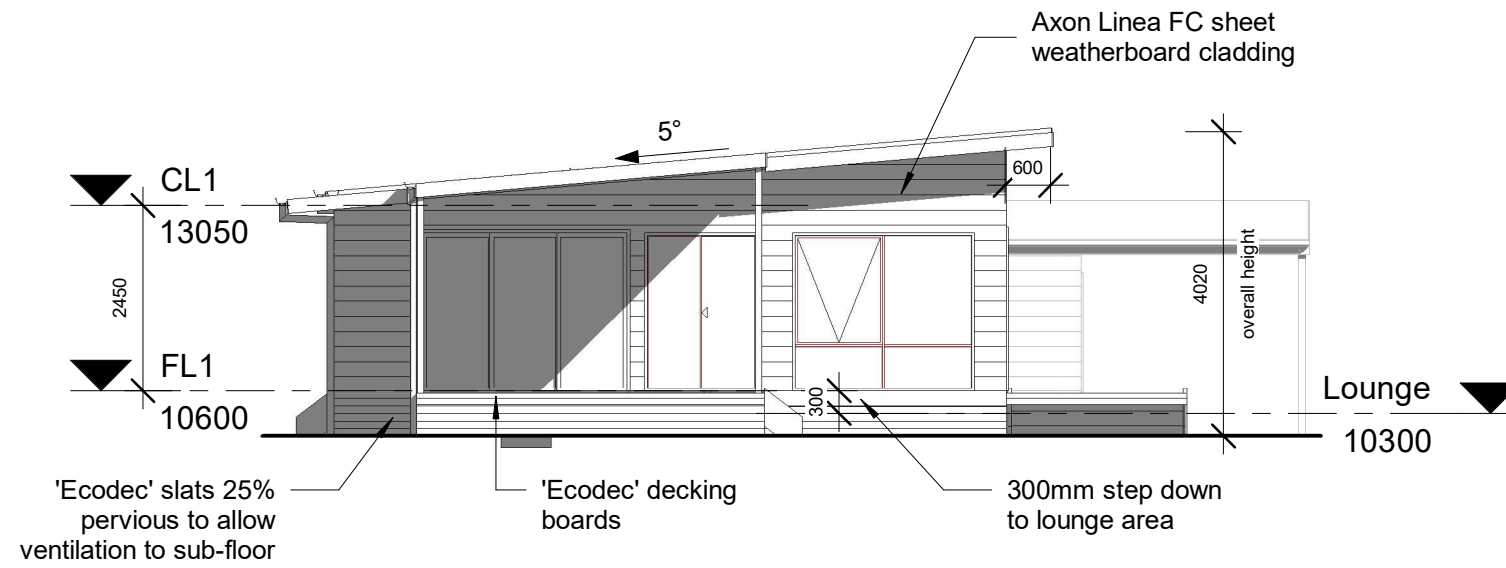 Axon Linea FC sheet
weatherboard cladding
5°
600
CL1
13050
2450
4020
overall height
FL1
10600
300
Lounge
10300
'Ecodec' slats 25%
pervious to allow
ventilation to sub-floor
'Ecodec' decking
boards
300mm step down
to lounge area